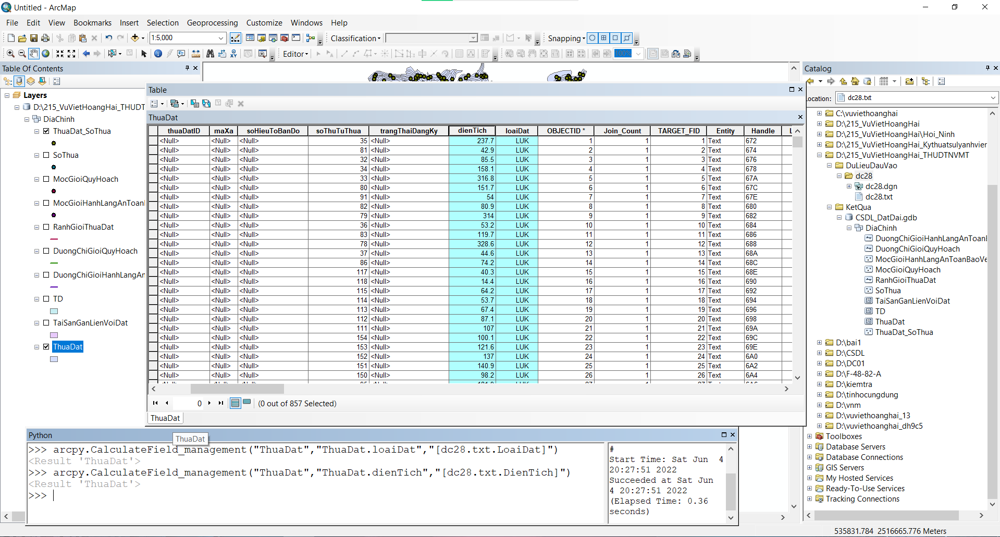 Untitled - ArcMap
File Edit View Bookmarks Insert Selection Geoprocessing Customize Windows Help
1:5,000
Classification
Snapping
Editor
100%
Table Of Contents
Layers
D:\215_VuVietHoangHai_THUDT
DiaChinh
ThuaDat_SoThua
SoThua
MocGioiQuyHoach
MocGioiHanhLangAnToanI
RanhGioiThuaDat
DuongChiGioiQuyHoach
DuongChiGioiHanhLangAn
TD
TaiSanGanLienVoiDat
ThuaDat
Table
ThuaDat
thuaDatID maXa soHieuToBanDo soThuTuThua trangThaiDangKy dienTich loaiDat OBJECTID * Join_Count TARGET_FID Entity Handle L
<Null> <Null> <Null> 35 <Null> 237.7 LUK 1 1 1 Text 672
<Null> <Null> <Null> 81 <Null> 42.9 LUK 2 1 2 Text 674
<Null> <Null> <Null> 32 <Null> 85.5 LUK 3 1 3 Text 676
<Null> <Null> <Null> 34 <Null> 158.1 LUK 4 1 4 Text 678
<Null> <Null> <Null> 33 <Null> 316.8 LUK 5 1 5 Text 67A
<Null> <Null> <Null> 80 <Null> 151.7 LUK 6 1 6 Text 67C
<Null> <Null> <Null> 91 <Null> 54 LUK 7 1 7 Text 67E
<Null> <Null> <Null> 82 <Null> 80.9 LUK 8 1 8 Text 680
<Null> <Null> <Null> 79 <Null> 314 LUK 9 1 9 Text 682
<Null> <Null> <Null> 36 <Null> 53.2 LUK 10 1 10 Text 684
<Null> <Null> <Null> 83 <Null> 119.7 LUK 11 1 11 Text 686
<Null> <Null> <Null> 78 <Null> 328.6 LUK 12 1 12 Text 688
<Null> <Null> <Null> 37 <Null> 44.6 LUK 13 1 13 Text 68A
<Null> <Null> <Null> 86 <Null> 74.2 LUK 14 1 14 Text 68C
<Null> <Null> <Null> 117 <Null> 40.3 LUK 15 1 15 Text 68E
<Null> <Null> <Null> 118 <Null> 14.4 LUK 16 1 16 Text 690
<Null> <Null> <Null> 115 <Null> 64.2 LUK 17 1 17 Text 692
<Null> <Null> <Null> 114 <Null> 53.7 LUK 18 1 18 Text 694
<Null> <Null> <Null> 113 <Null> 67.4 LUK 19 1 19 Text 696
<Null> <Null> <Null> 112 <Null> 87.1 LUK 20 1 20 Text 698
<Null> <Null> <Null> 111 <Null> 107 LUK 21 1 21 Text 69A
<Null> <Null> <Null> 154 <Null> 100.1 LUK 22 1 22 Text 69C
<Null> <Null> <Null> 153 <Null> 121.6 LUK 23 1 23 Text 69E
<Null> <Null> <Null> 152 <Null> 137 LUK 24 1 24 Text 6A0
<Null> <Null> <Null> 151 <Null> 140.9 LUK 25 1 25 Text 6A2
<Null> <Null> <Null> 150 <Null> 98.2 LUK 26 1 26 Text 6A4
0 (0 out of 857 Selected)
ThuaDat
Python
ThuaDat
>>> arcpy.CalculateField_management("ThuaDat","ThuaDat.loaiDat","[dc28.txt.LoaiDat]")
<Result 'ThuaDat'>
>>> arcpy.CalculateField_management("ThuaDat","ThuaDat.dienTich","[dc28.txt.DienTich]")
<Result 'ThuaDat'>
>>>
#
Start Time: Sat Jun 4
20:27:51 2022
Succeeded at Sat Jun
4 20:27:51 2022
(Elapsed Time: 0.36
seconds)
Catalog
ocation: dc28.txt
C:\vuviethoanghai
D:\215_VuVietHoangHai
D:\215_VuVietHoangHai\Hoi_Ninh
D:\215_VuVietHoangHai_Kythuatsulyanhvier
D:\215_VuVietHoangHai_THUDTNVMT
DuLieuDauVao
dc28
dc28.dgn
dc28.txt
KetQua
CSDL_DatDai.gdb
DiaChinh
DuongChiGioiHanhLangAnToanI
DuongChiGioiQuyHoach
MocGioiHanhLangAnToanBaoVe
MocGioiQuyHoach
RanhGioiThuaDat
SoThua
TaiSanGanLienVoiDat
TD
ThuaDat
ThuaDat_SoThua
D:\bai1
D:\CSDL
D:\DC01
D:\F-48-82-A
D:\kiemtra
D:\tinhocungdung
D:\vnm
D:\vuviethoanghai_13
D:\vuviethoanghai_dh9c5
Toolboxes
Database Servers
Database Connections
GIS Servers
My Hosted Services
Ready-To-Use Services
Tracking Connections
535831.784 2516665.776 Meters